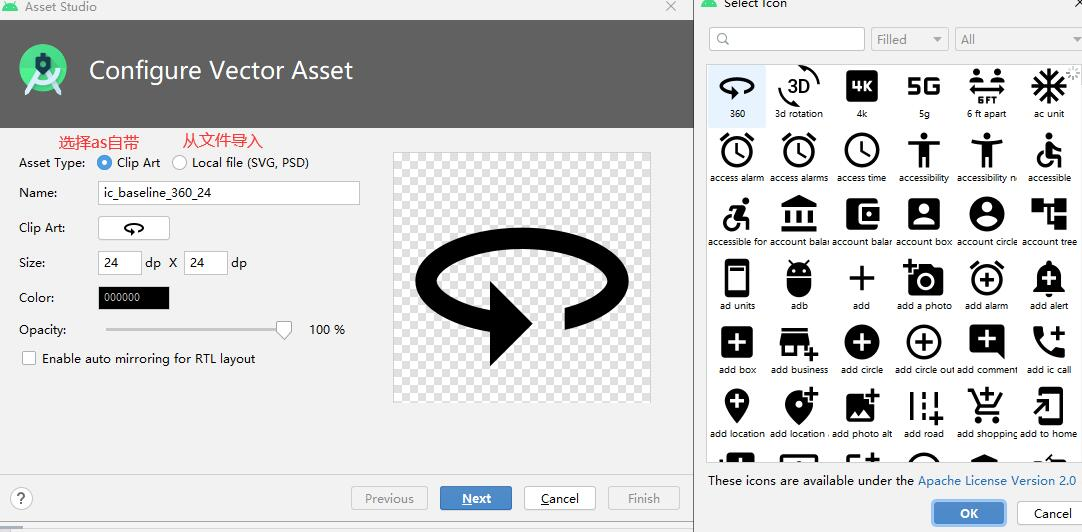 Asset Studio
Configure Vector Asset
选择as自带 从文件导入
Asset Type: Clip Art Local file (SVG, PSD)
Name: ic_baseline_360_24
Clip Art:
Size: 24 dp X 24 dp
Color: 000000
Opacity: 100 %
Enable auto mirroring for RTL layout
? Previous Next Cancel Finish
Select Icon
Filled All
3D 4K 5G 6FT
360 3d rotation 4k 5g 6 ft apart ac unit
access alarm access alarms access time accessibility accessibility n accessible
accessible for account balar account balar account box account circle account tree
ad units adb add add a photo add alarm add alert
add box add business add circle add circle out add comment add ic call
add location add location add photo alt add road add shopping add to home
These icons are available under the Apache License Version 2.0
OK Cancel